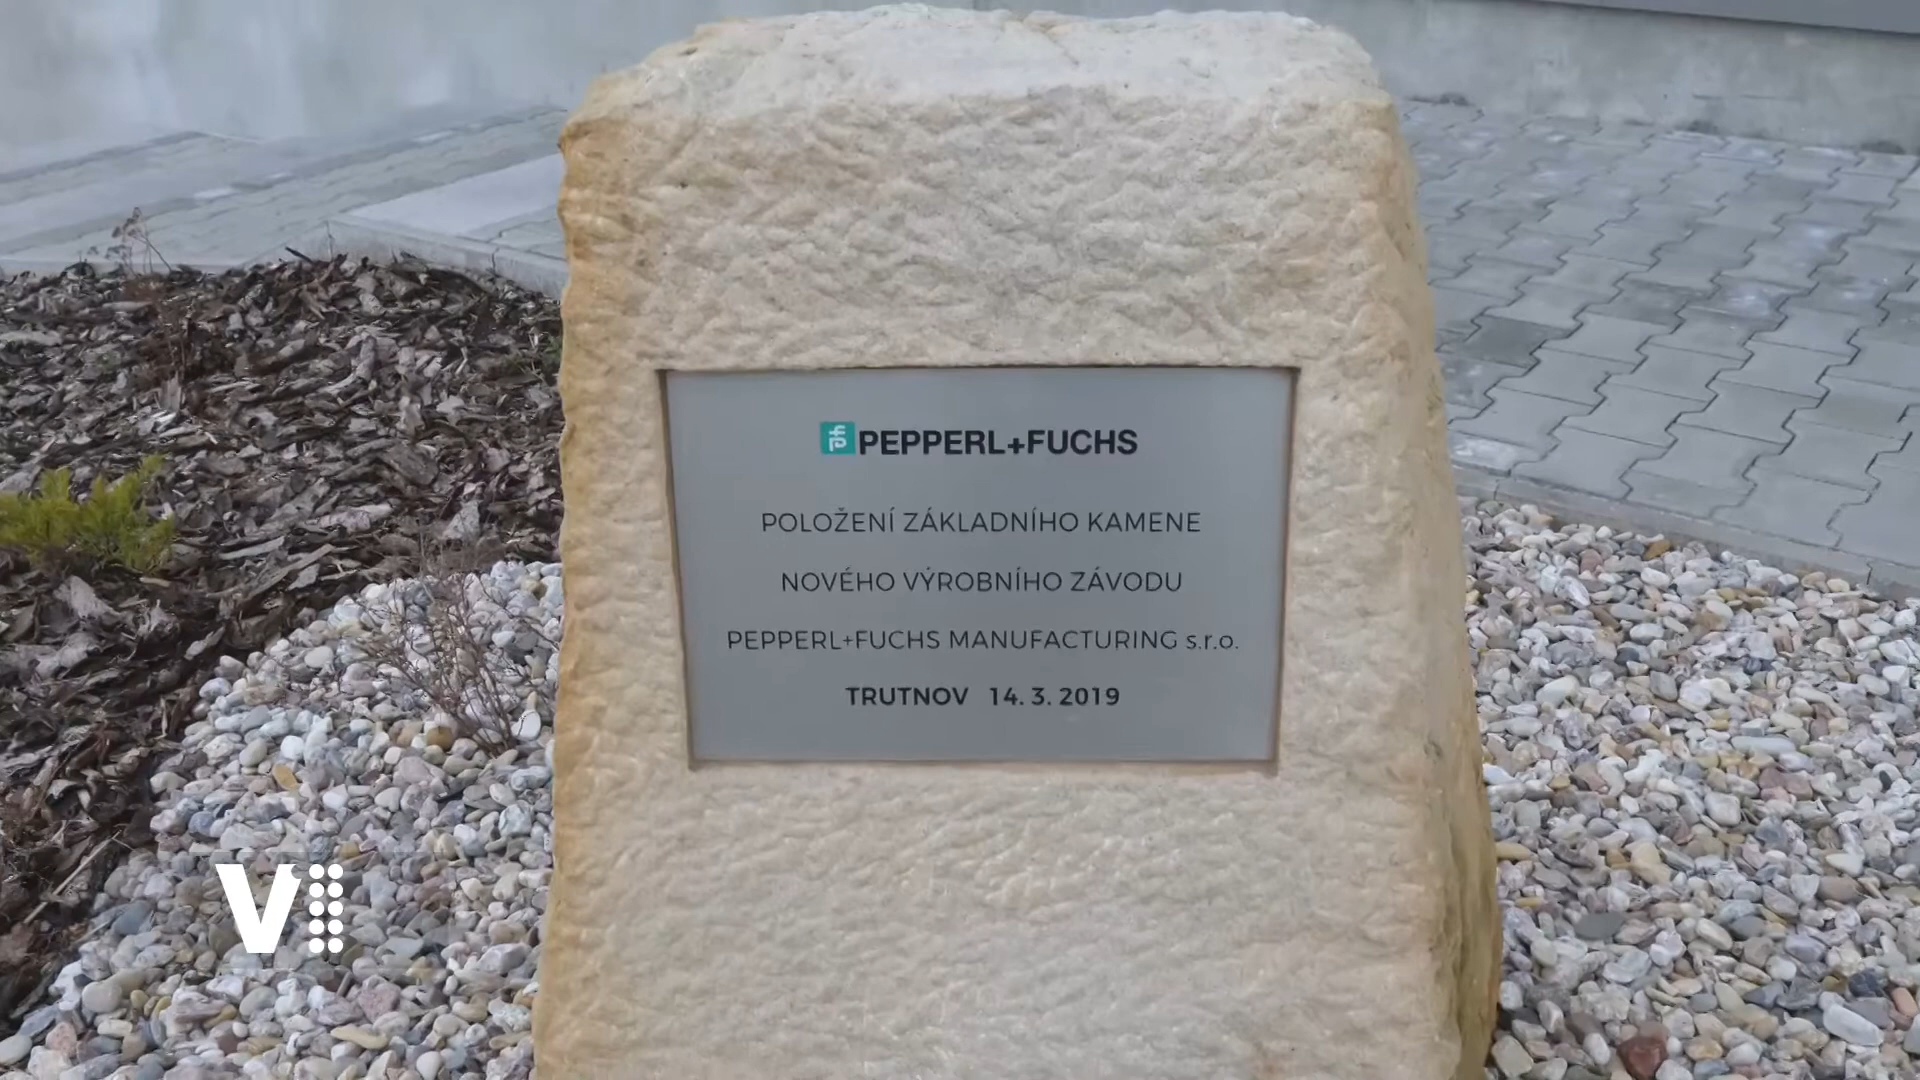 PEPPERL+FUCHS
POLOŽENÍ ZÁKLADNÍHO KAMENE
NOVÉHO VÝROBNÍHO ZÁVODU
PEPPERL+FUCHS MANUFACTURING s.r.o.
TRUTNOV 14. 3. 2019
V